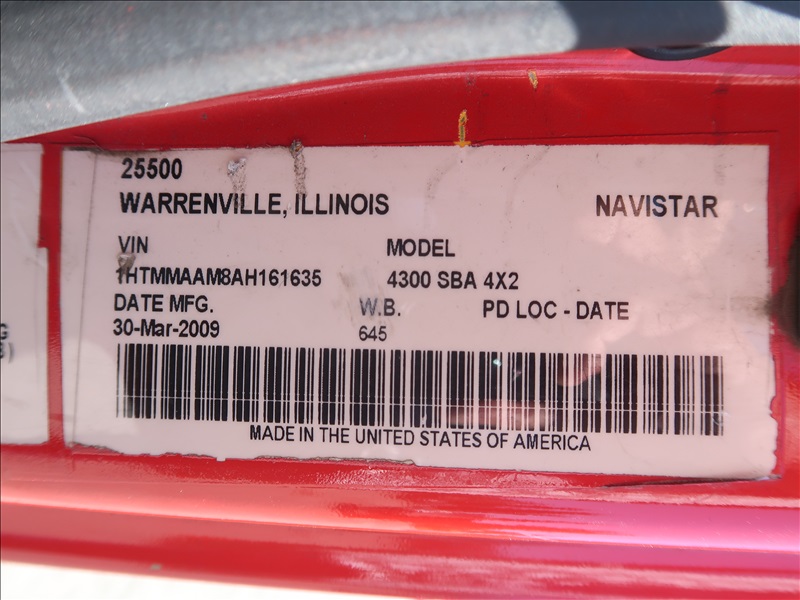 25500
WARRENVILLE, ILLINOIS NAVISTAR
VIN MODEL
1HTMMAAM8AH161635 4300 SBA 4X2
DATE MFG. W.B. PD LOC - DATE
30-Mar-2009 645
MADE IN THE UNITED STATES OF AMERICA